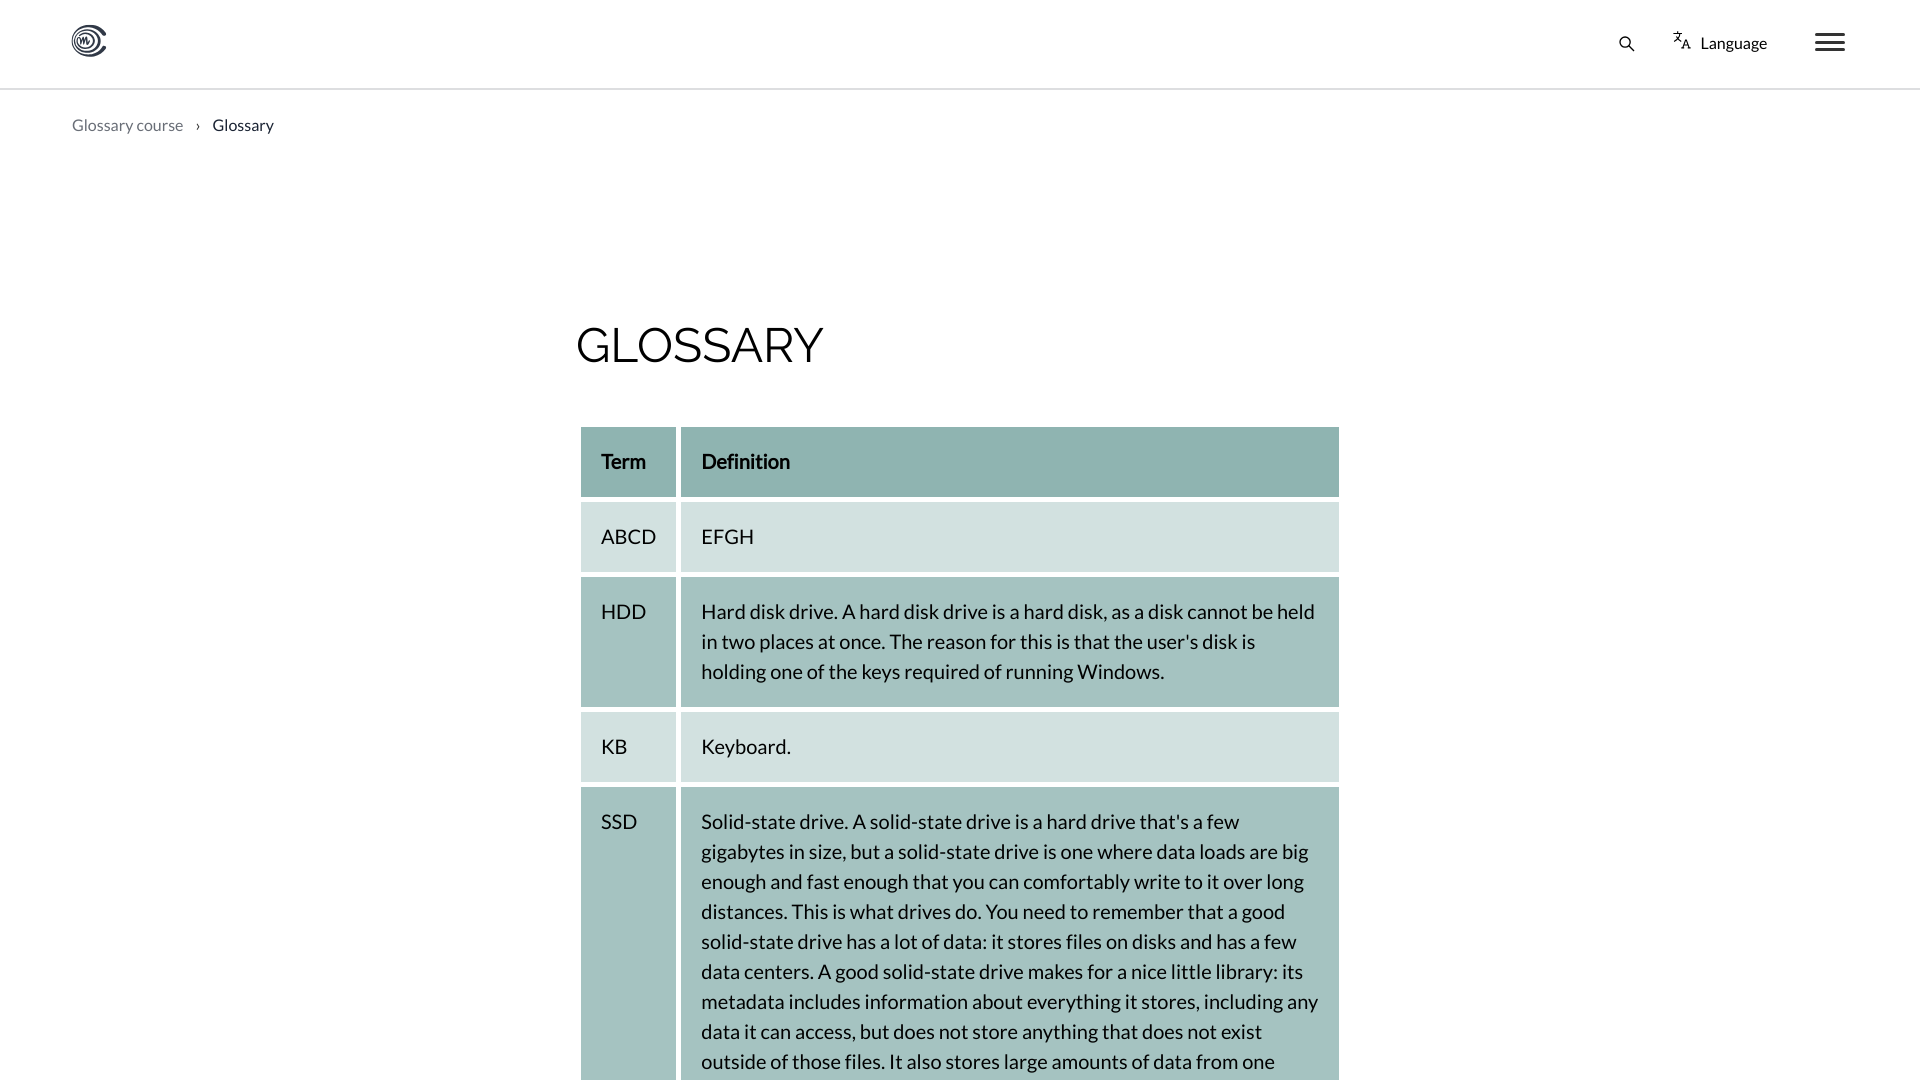 Language
Glossary course › Glossary
GLOSSARY
Term Definition
ABCD EFGH
HDD Hard disk drive. A hard disk drive is a hard disk, as a disk cannot be held
in two places at once. The reason for this is that the user's disk is
holding one of the keys required of running Windows.
KB Keyboard.
SSD Solid-state drive. A solid-state drive is a hard drive that's a few
gigabytes in size, but a solid-state drive is one where data loads are big
enough and fast enough that you can comfortably write to it over long
distances. This is what drives do. You need to remember that a good
solid-state drive has a lot of data: it stores files on disks and has a few
data centers. A good solid-state drive makes for a nice little library: its
metadata includes information about everything it stores, including any
data it can access, but does not store anything that does not exist
outside of those files. It also stores large amounts of data from one